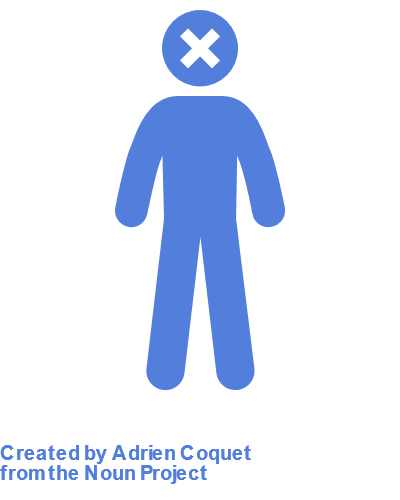 Created by Adrien Coquet
from the Noun Project